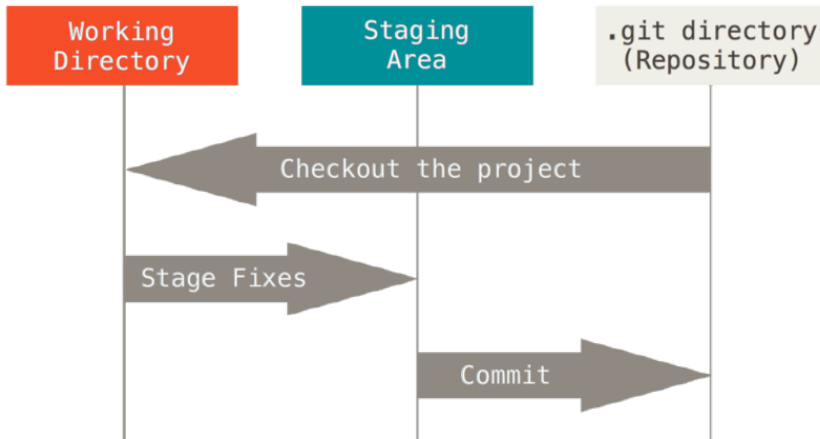 Working
Directory
Staging
Area
.git directory
(Repository)
Checkout the project
Stage Fixes
Commit